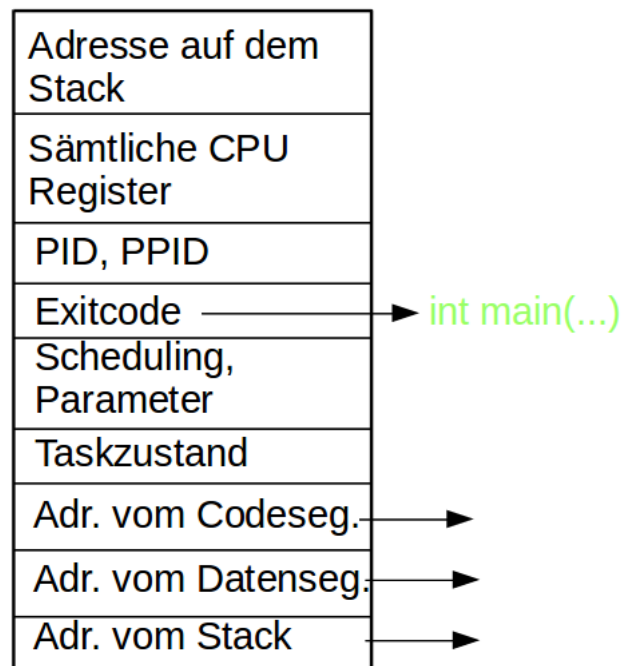 Adresse auf dem
Stack
Sämtliche CPU
Register
PID, PPID
Exitcode
int main(...)
Scheduling,
Parameter
Taskzustand
Adr. vom Codeseg.
Adr. vom Datenseg.
Adr. vom Stack